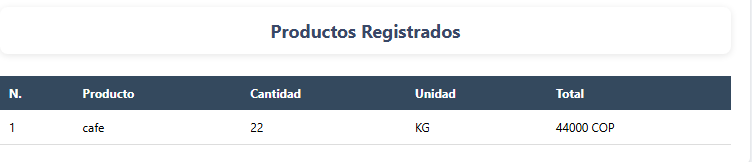 Productos Registrados
N. Producto Cantidad Unidad Total
1 cafe 22 KG 44000 COP